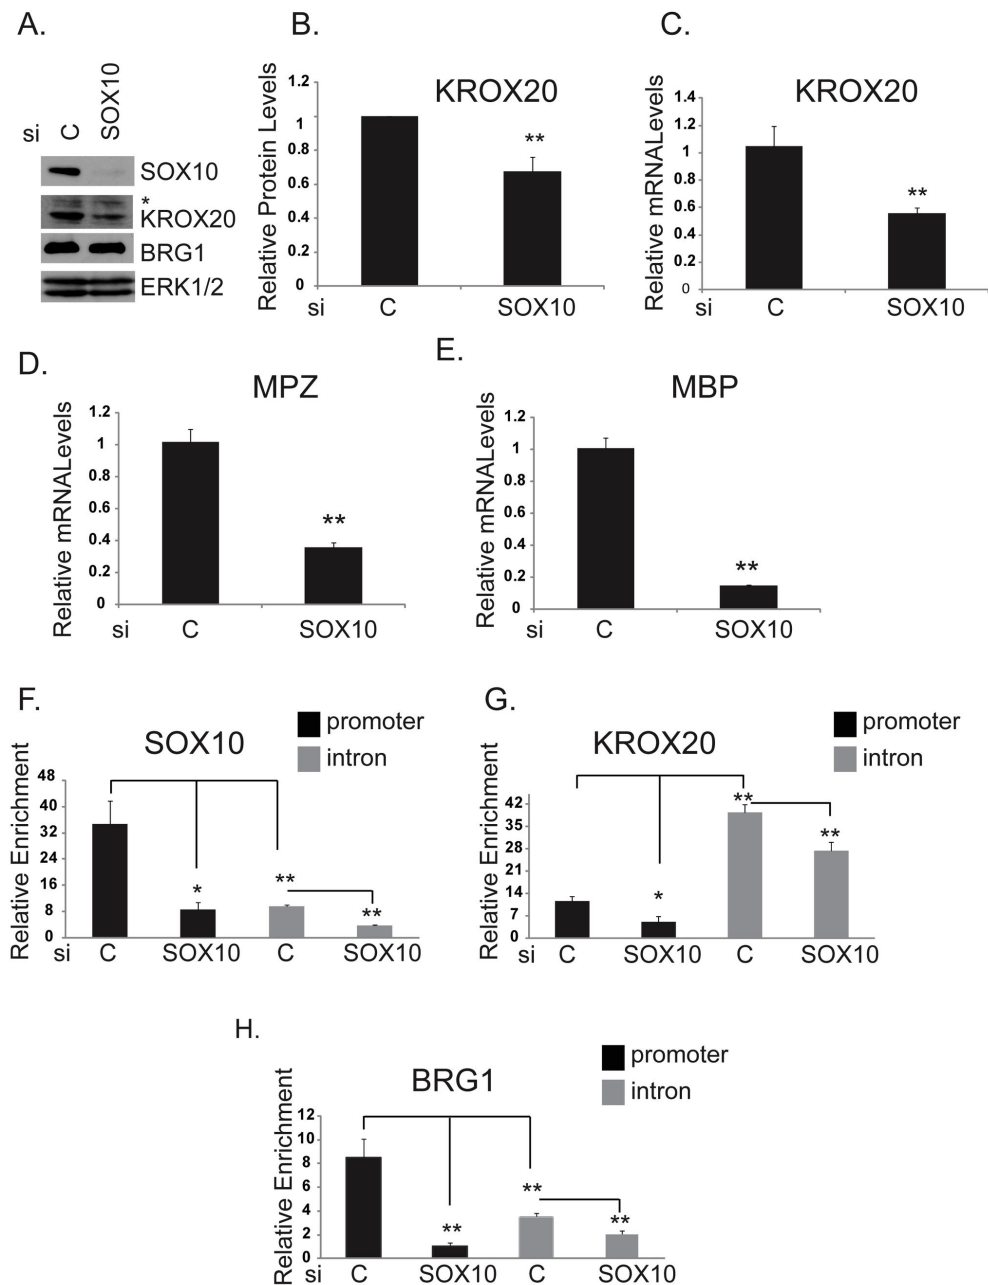 A.
si C SOX10
SOX10
*
KROX20
BRG1
ERK1/2
B.
KROX20
Relative Protein Levels
1.2
1
0.8
0.6
0.4
0.2
0
**
si C SOX10
C.
KROX20
Relative mRNALevels
1.4
1.2
1.0
0.8
0.6
0.4
0.2
0
**
si C SOX10
D.
MPZ
Relative mRNALevels
1.2
1
0.8
0.6
0.4
0.2
0
**
si C SOX10
E.
MBP
Relative mRNALevels
1.2
1
0.8
0.6
0.4
0.2
0
**
si C SOX10
F.
promoter
intron
SOX10
Relative Enrichment
48
40
32
24
16
8
0
* ** **
si C SOX10 C SOX10
G.
promoter
intron
KROX20
Relative Enrichment
42
35
28
21
14
7
0
* ** **
si C SOX10 C SOX10
H.
promoter
intron
BRG1
Relative Enrichment
12
10
8
6
4
2
0
** ** **
si C SOX10 C SOX10